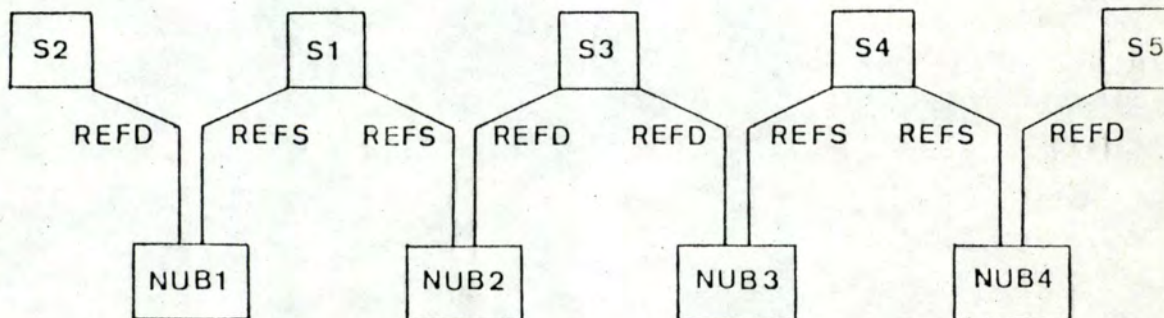 S2 S1 S3 S4 S5
REFD REFS REFS REFD REFD REFS REFS REFD
NUB1 NUB2 NUB3 NUB4